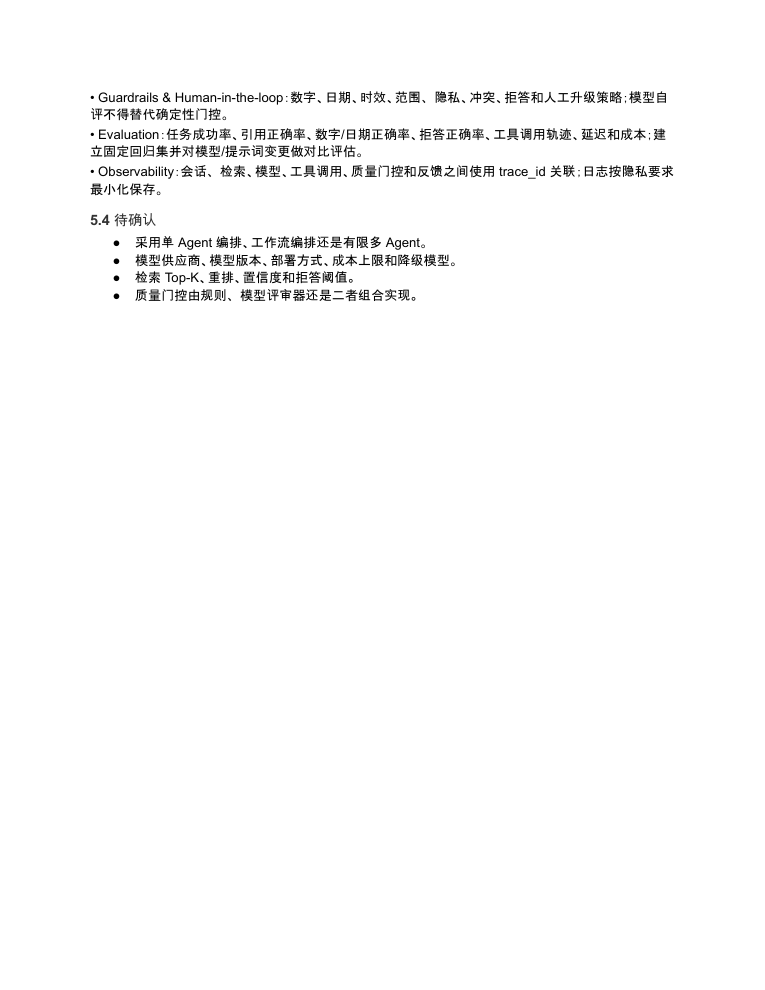 • Guardrails & Human-in-the-loop：数字、日期、时效、范围、隐私、冲突、拒答和人工升级策略；模型自
评不得替代确定性门控。
• Evaluation：任务成功率、引用正确率、数字/日期正确率、拒答正确率、工具调用轨迹、延迟和成本；建
立固定回归集并对模型/提示词变更做对比评估。
• Observability：会话、检索、模型、工具调用、质量门控和反馈之间使用 trace_id 关联；日志按隐私要求
最小化保存。
5.4 待确认
● 采用单 Agent 编排、工作流编排还是有限多 Agent。
● 模型供应商、模型版本、部署方式、成本上限和降级模型。
● 检索 Top-K、重排、置信度和拒答阈值。
● 质量门控由规则、模型评审器还是二者组合实现。